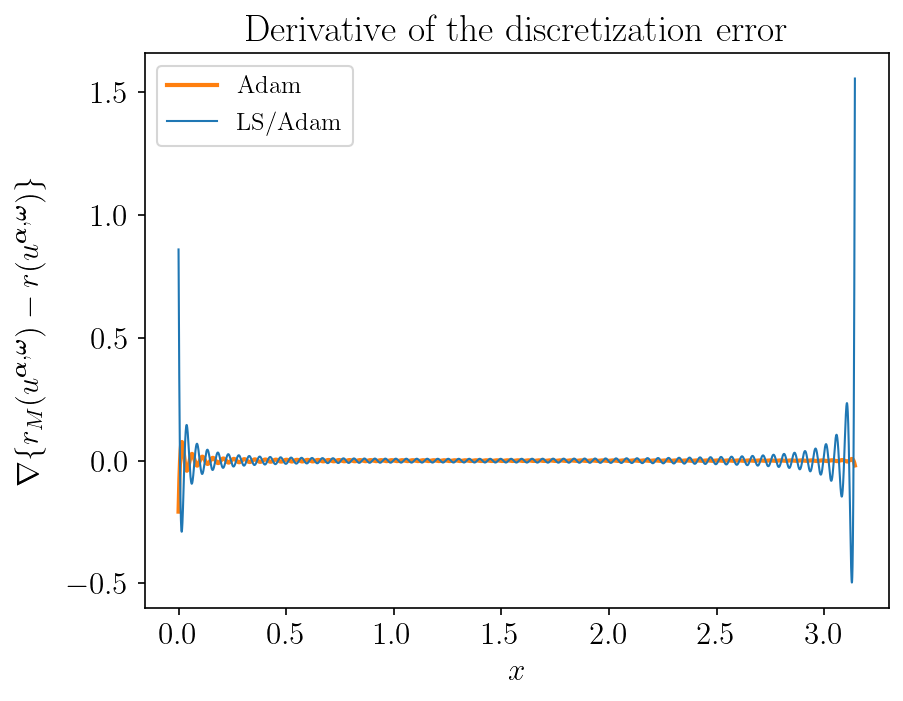 Derivative of the discretization error
Adam
LS/Adam
∇{r_M(u^{α,ω}) − r(u^{α,ω})}
1.5
1.0
0.5
0.0
−0.5
0.0 0.5 1.0 1.5 2.0 2.5 3.0
x